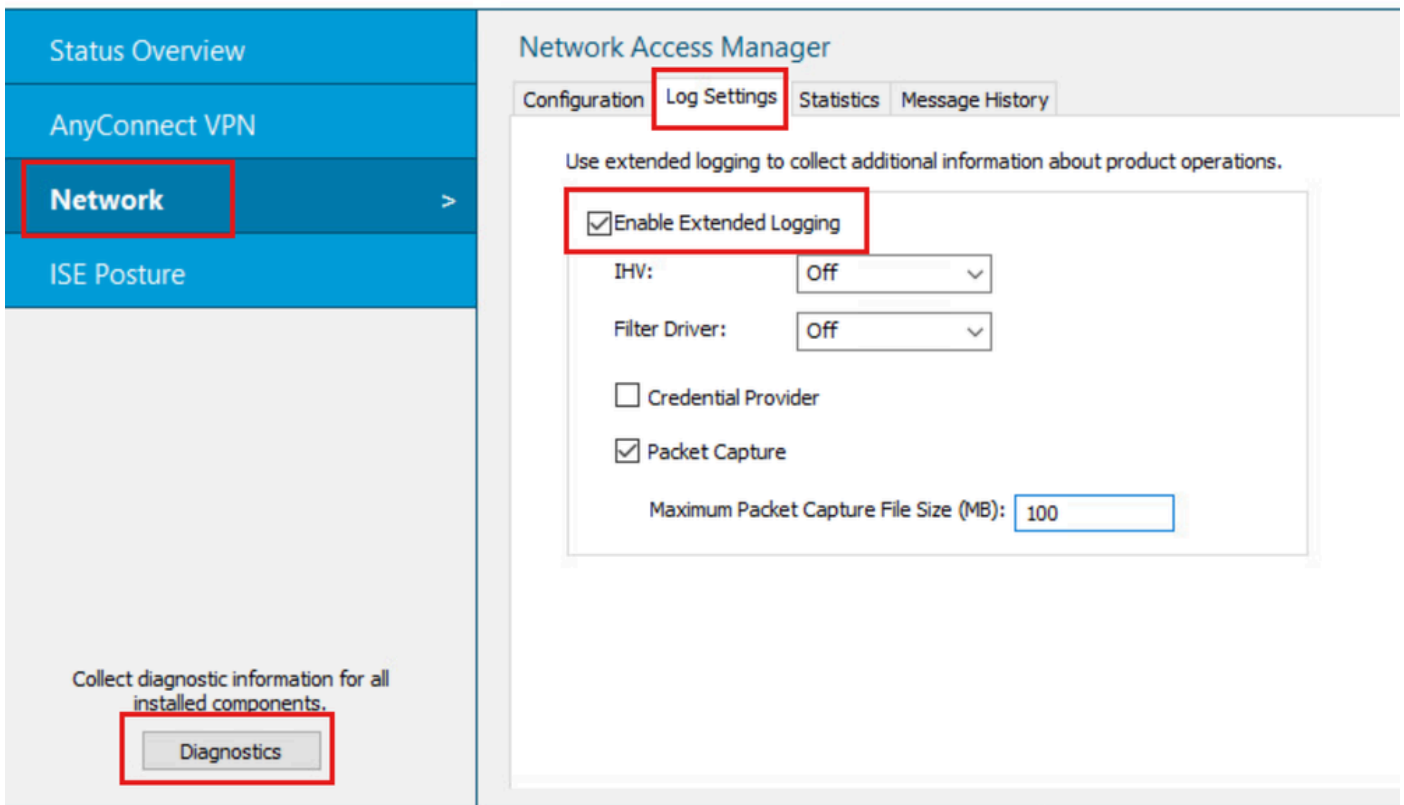 Status Overview
AnyConnect VPN
Network >
ISE Posture
Collect diagnostic information for all
installed components.
Diagnostics
Network Access Manager
Configuration Log Settings Statistics Message History
Use extended logging to collect additional information about product operations.
Enable Extended Logging
IHV: Off
Filter Driver: Off
Credential Provider
Packet Capture
Maximum Packet Capture File Size (MB): 100